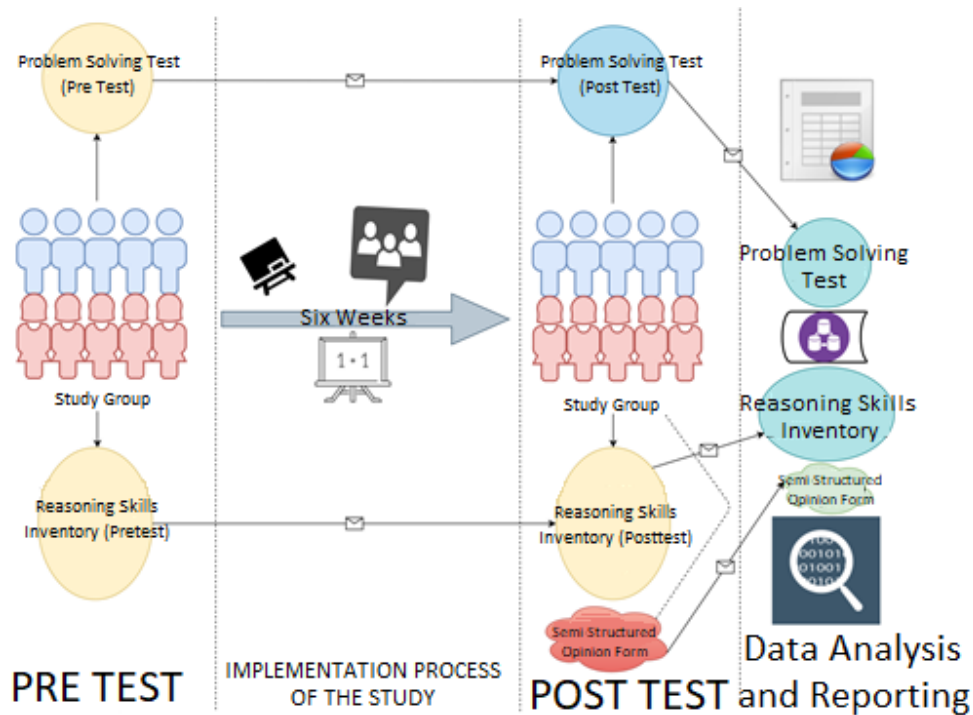 Problem Solving Test
(Pre Test)
Study Group
Reasoning Skills
Inventory (Pretest)
PRE TEST
Six Weeks
1 • 1
IMPLEMENTATION PROCESS
OF THE STUDY
Problem Solving Test
(Post Test)
Study Group
Reasoning Skills
Inventory (Posttest)
Semi Structured
Opinion Form
POST TEST
Problem Solving
Test
Reasoning Skills
Inventory
Semi Structured
Opinion Form
001010
01001
Data Analysis
and Reporting